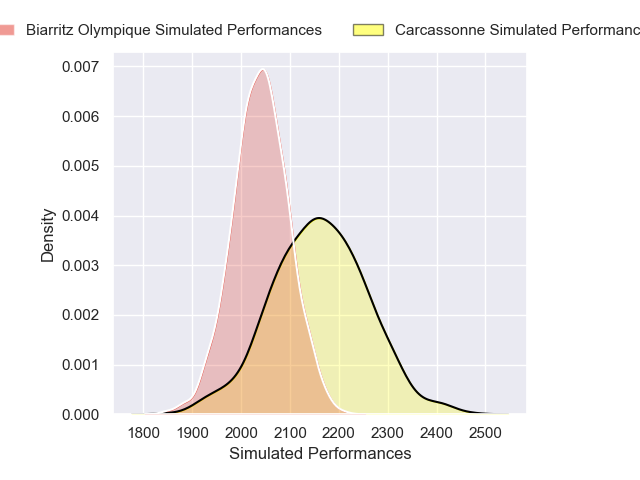 Biarritz Olympique Simulated Performances Carcassonne Simulated Performanc
0.007
0.006
0.005
0.004
0.003
0.002
0.001
0.000
Density
1800 1900 2000 2100 2200 2300 2400 2500
Simulated Performances